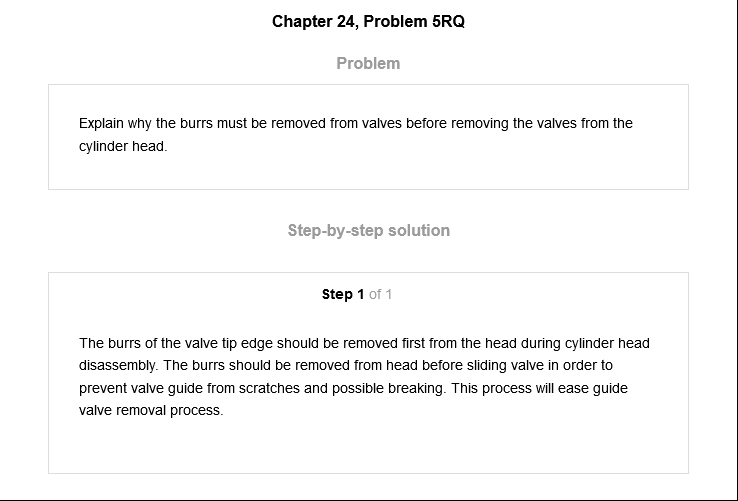 Chapter 24, Problem 5RQ
Problem
Explain why the burrs must be removed from valves before removing the valves from the
cylinder head.
Step-by-step solution
Step 1 of 1
The burrs of the valve tip edge should be removed first from the head during cylinder head
disassembly. The burrs should be removed from head before sliding valve in order to
prevent valve guide from scratches and possible breaking. This process will ease guide
valve removal process.